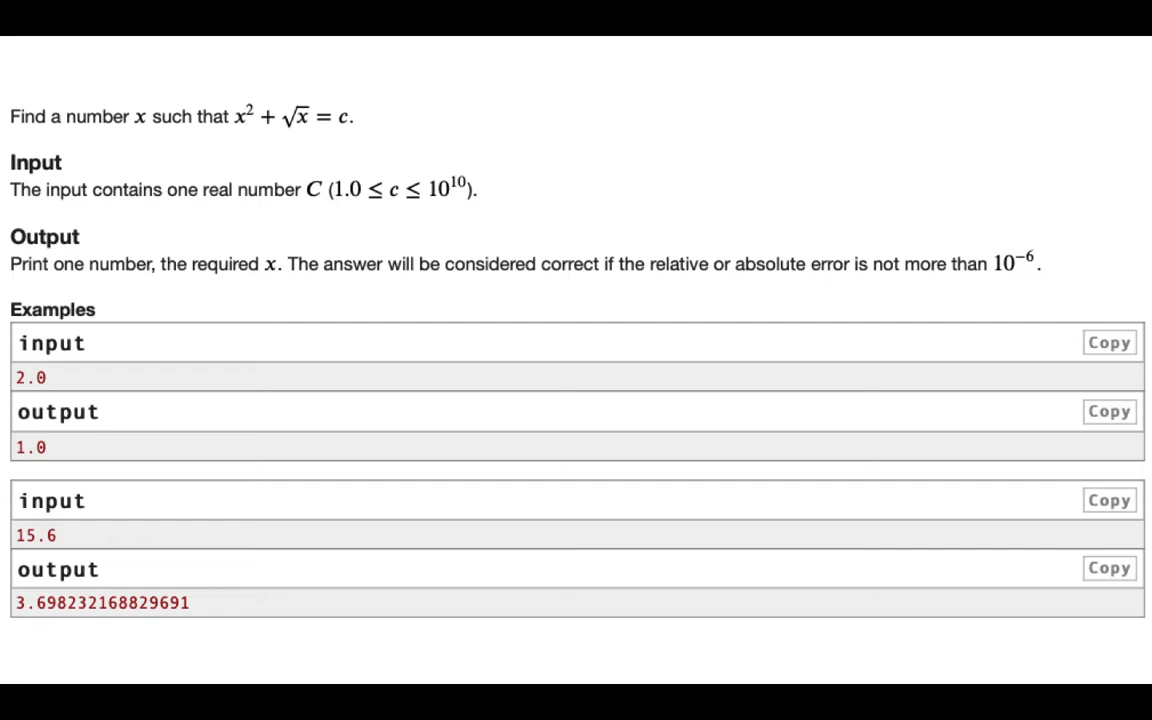 Find a number x such that x² + √x = c.
Input
The input contains one real number C (1.0 ≤ c ≤ 10¹⁰).
Output
Print one number, the required x. The answer will be considered correct if the relative or absolute error is not more than 10⁻⁶.
Examples
input Copy
2.0
output Copy
1.0
input Copy
15.6
output Copy
3.698232168829691